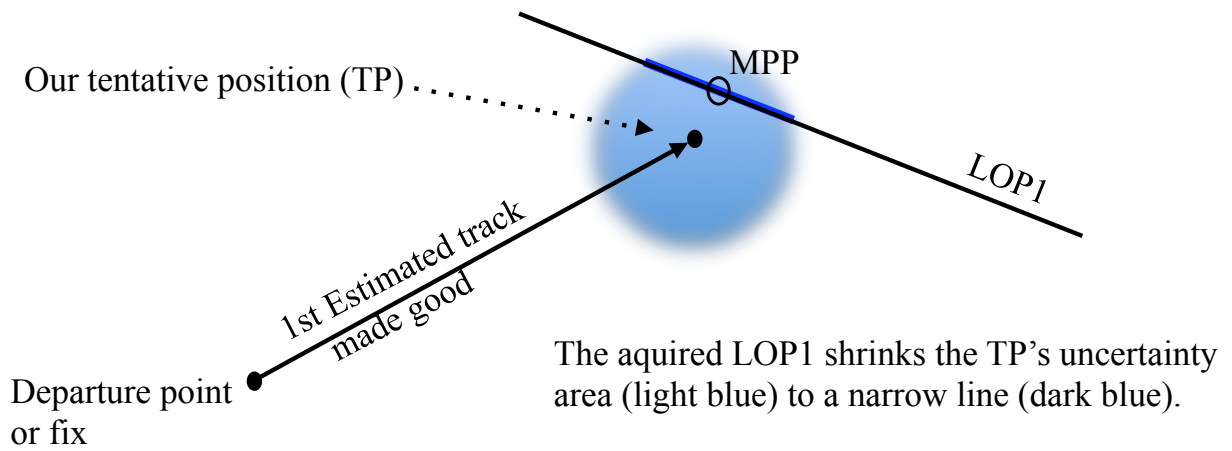 MPP
Our tentative position (TP)
LOP1
1st Estimated track
made good
The aquired LOP1 shrinks the TP’s uncertainty
area (light blue) to a narrow line (dark blue).
Departure point
or fix